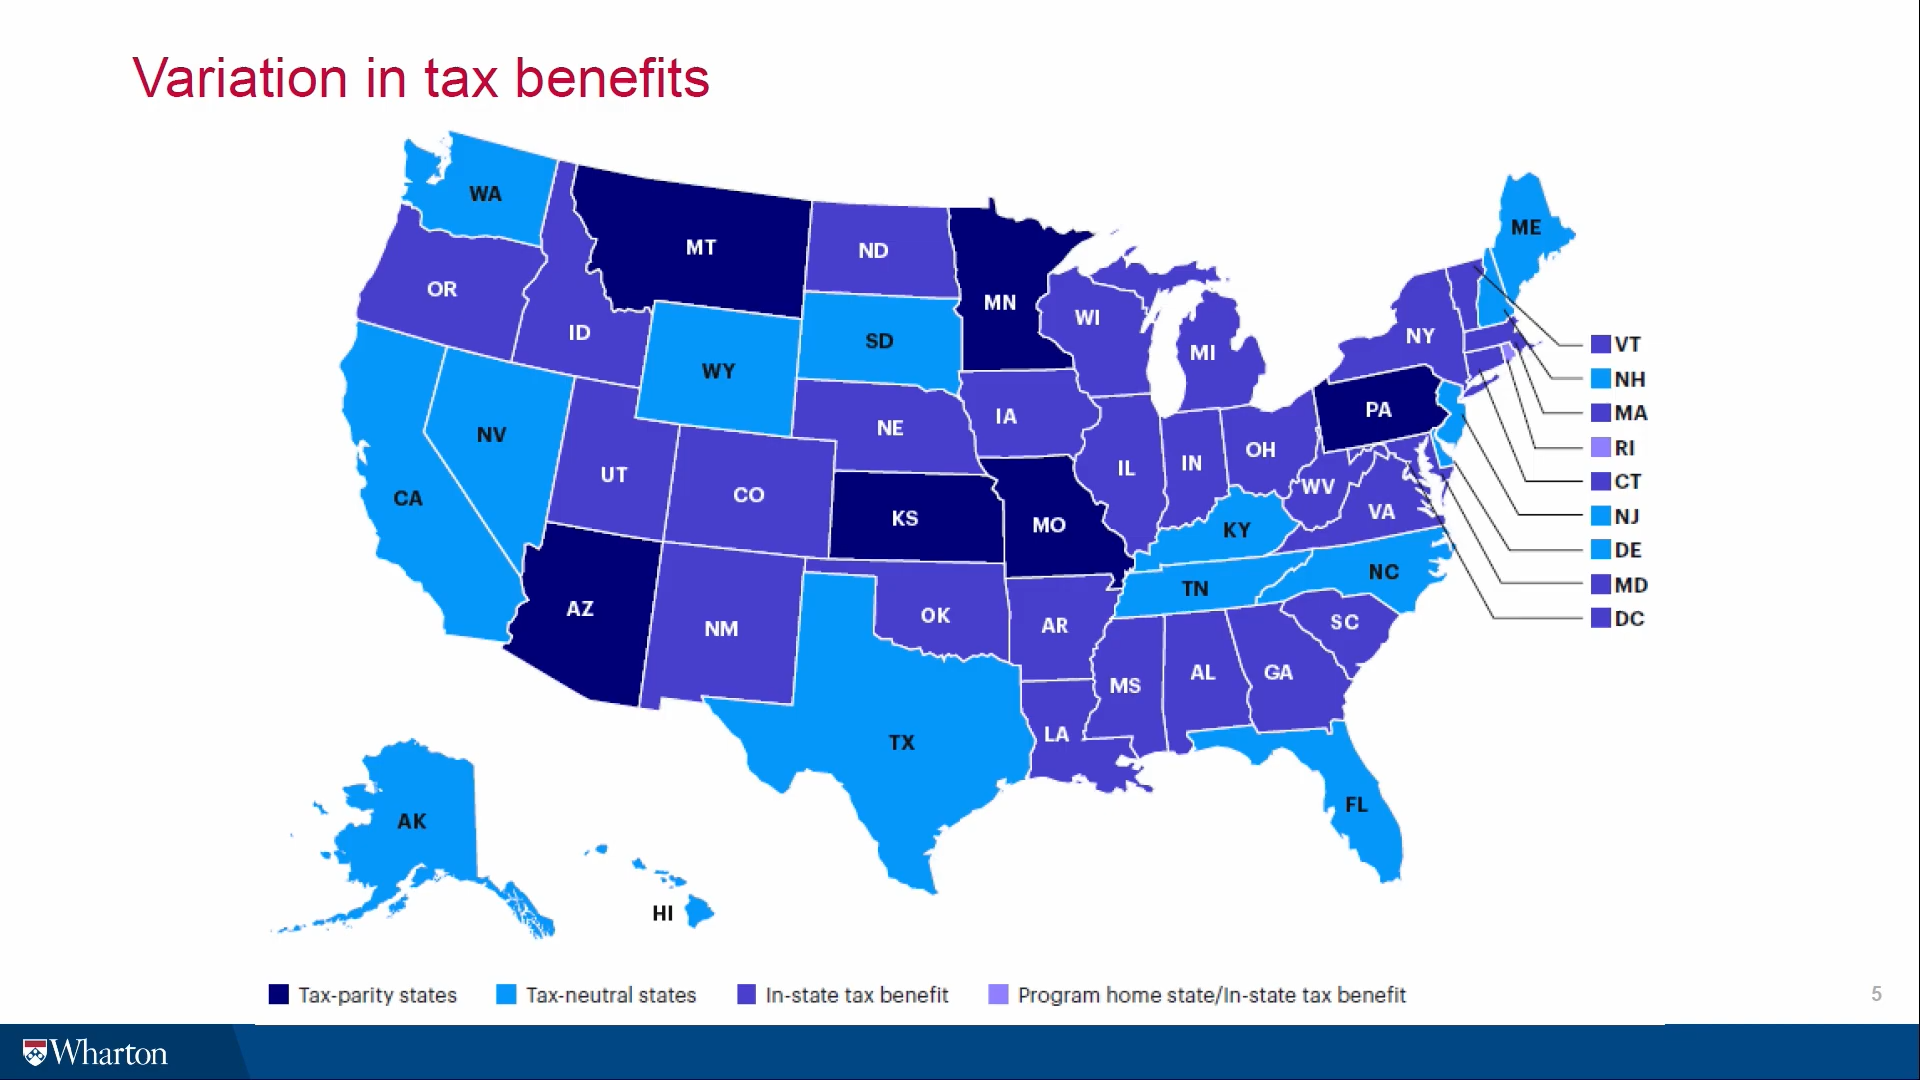 Variation in tax benefits
WA
MT
ND
MN
ME
OR
ID
WY
SD
WI
MI
NY
VT
NH
MA
RI
CT
NJ
DE
MD
DC
NV
UT
CO
NE
IA
IL
IN
OH
PA
WV
VA
CA
KS
MO
KY
AZ
NM
OK
AR
TN
NC
SC
TX
LA
MS
AL
GA
FL
AK
HI
Tax-parity states
Tax-neutral states
In-state tax benefit
Program home state/In-state tax benefit
5
Wharton